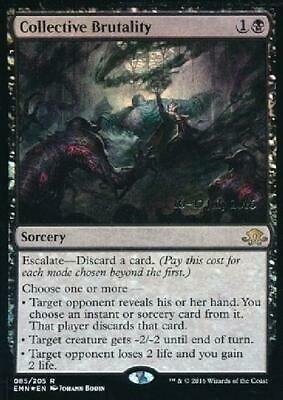 Collective Brutality 1
Sorcery
Escalate—Discard a card. (Pay this cost for
each mode chosen beyond the first.)
Choose one or more —
• Target opponent reveals his or her hand. You
choose an instant or sorcery card from it.
That player discards that card.
• Target creature gets -2/-2 until end of turn.
• Target opponent loses 2 life and you gain
2 life.
085/205 R
EMN★EN JOHANN BODIN
™ & © 2016 Wizards of the Coast